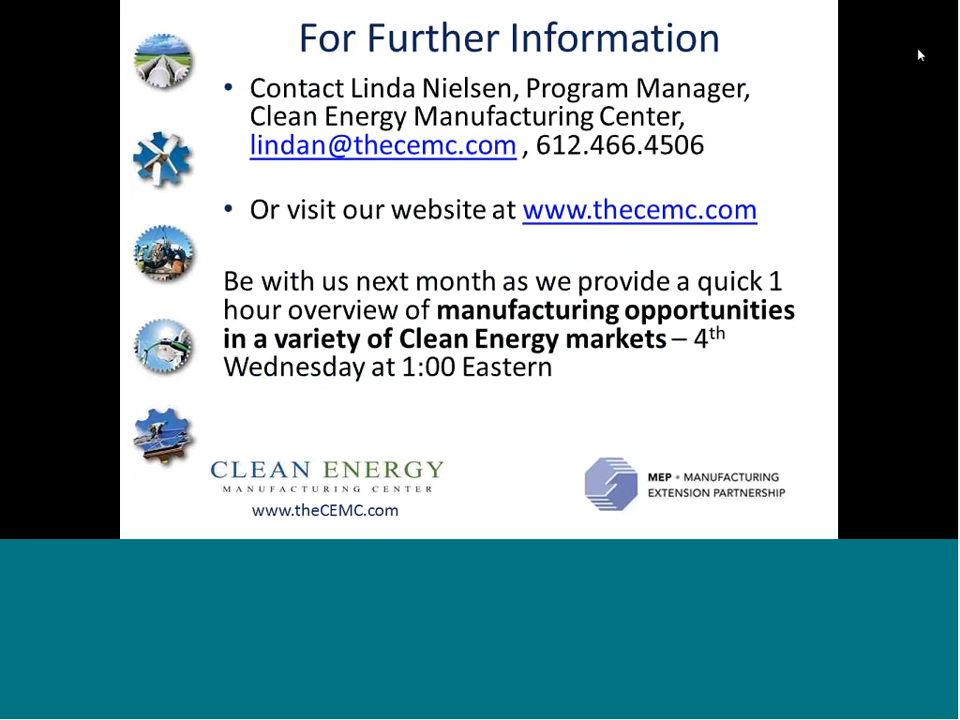 For Further Information
• Contact Linda Nielsen, Program Manager,
Clean Energy Manufacturing Center,
lindan@thecemc.com , 612.466.4506
• Or visit our website at www.thecemc.com
Be with us next month as we provide a quick 1
hour overview of manufacturing opportunities
in a variety of Clean Energy markets – 4th
Wednesday at 1:00 Eastern
CLEAN ENERGY
MANUFACTURING CENTER
www.theCEMC.com
MEP • MANUFACTURING
EXTENSION PARTNERSHIP